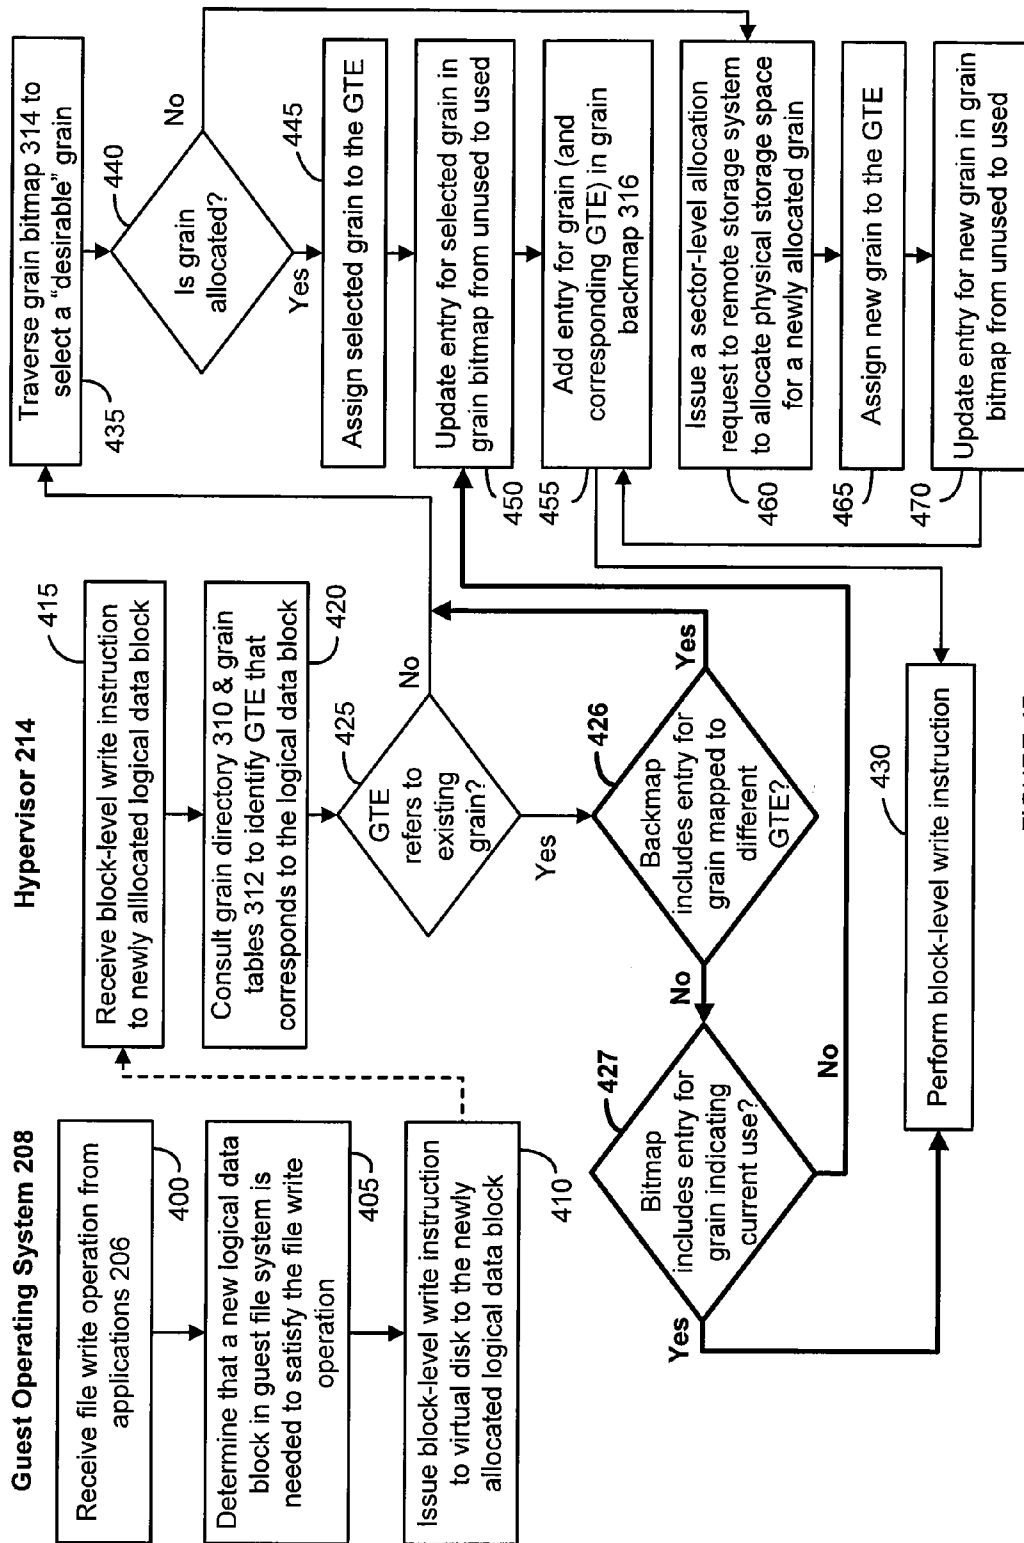 Guest Operating System 208
Receive file write operation from
applications 206
400
Determine that a new logical data
block in guest file system is
needed to satisfy the file write
operation
405
Issue block-level write instruction
to virtual disk to the newly
allocated logical data block
410
Hypervisor 214
415
Receive block-level write instruction
to newly alllocated logical data block
Consult grain directory 310 & grain
tables 312 to identify GTE that
corresponds to the logical data block
420
425
GTE
refers to
existing
grain?
No
Yes
426
Backmap
includes entry for
grain mapped to
different
GTE?
Yes
No
427
Bitmap
includes entry for
grain indicating
current use?
Yes
No
430
Perform block-level write instruction
Traverse grain bitmap 314 to
select a “desirable” grain
435
440
Is grain
allocated?
No
Yes
445
Assign selected grain to the GTE
Update entry for selected grain in
grain bitmap from unused to used
450
Add entry for grain (and
corresponding GTE) in grain
backmap 316
455
Issue a sector-level allocation
request to remote storage system
to allocate physical storage space
for a newly allocated grain
460
Assign new grain to the GTE
465
Update entry for new grain in grain
bitmap from unused to used
470